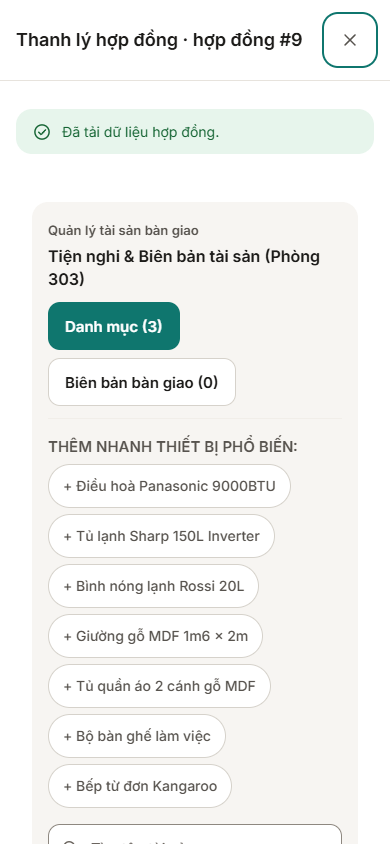 Thanh lý hợp đồng · hợp đồng #9
Đã tải dữ liệu hợp đồng.
Quản lý tài sản bàn giao
Tiện nghi & Biên bản tài sản (Phòng
303)
Danh mục (3)
Biên bản bàn giao (0)
THÊM NHANH THIẾT BỊ PHỔ BIẾN:
+ Điều hoà Panasonic 9000BTU
+ Tủ lạnh Sharp 150L Inverter
+ Bình nóng lạnh Rossi 20L
+ Giường gỗ MDF 1m6 × 2m
+ Tủ quần áo 2 cánh gỗ MDF
+ Bộ bàn ghế làm việc
+ Bếp từ đơn Kangaroo